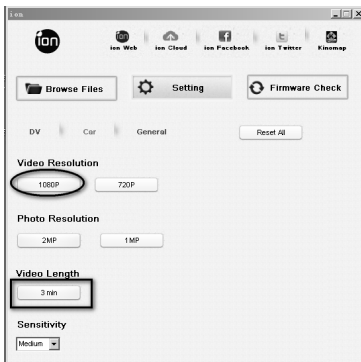 ion
ion
ion Web
ion Cloud
ion Facebook
ion Twitter
Kinomap
Browse Files
Setting
Firmware Check
DV
Car
General
Reset All
Video Resolution
1080P
720P
Photo Resolution
2MP
1MP
Video Length
3 min
Sensitivity
Medium